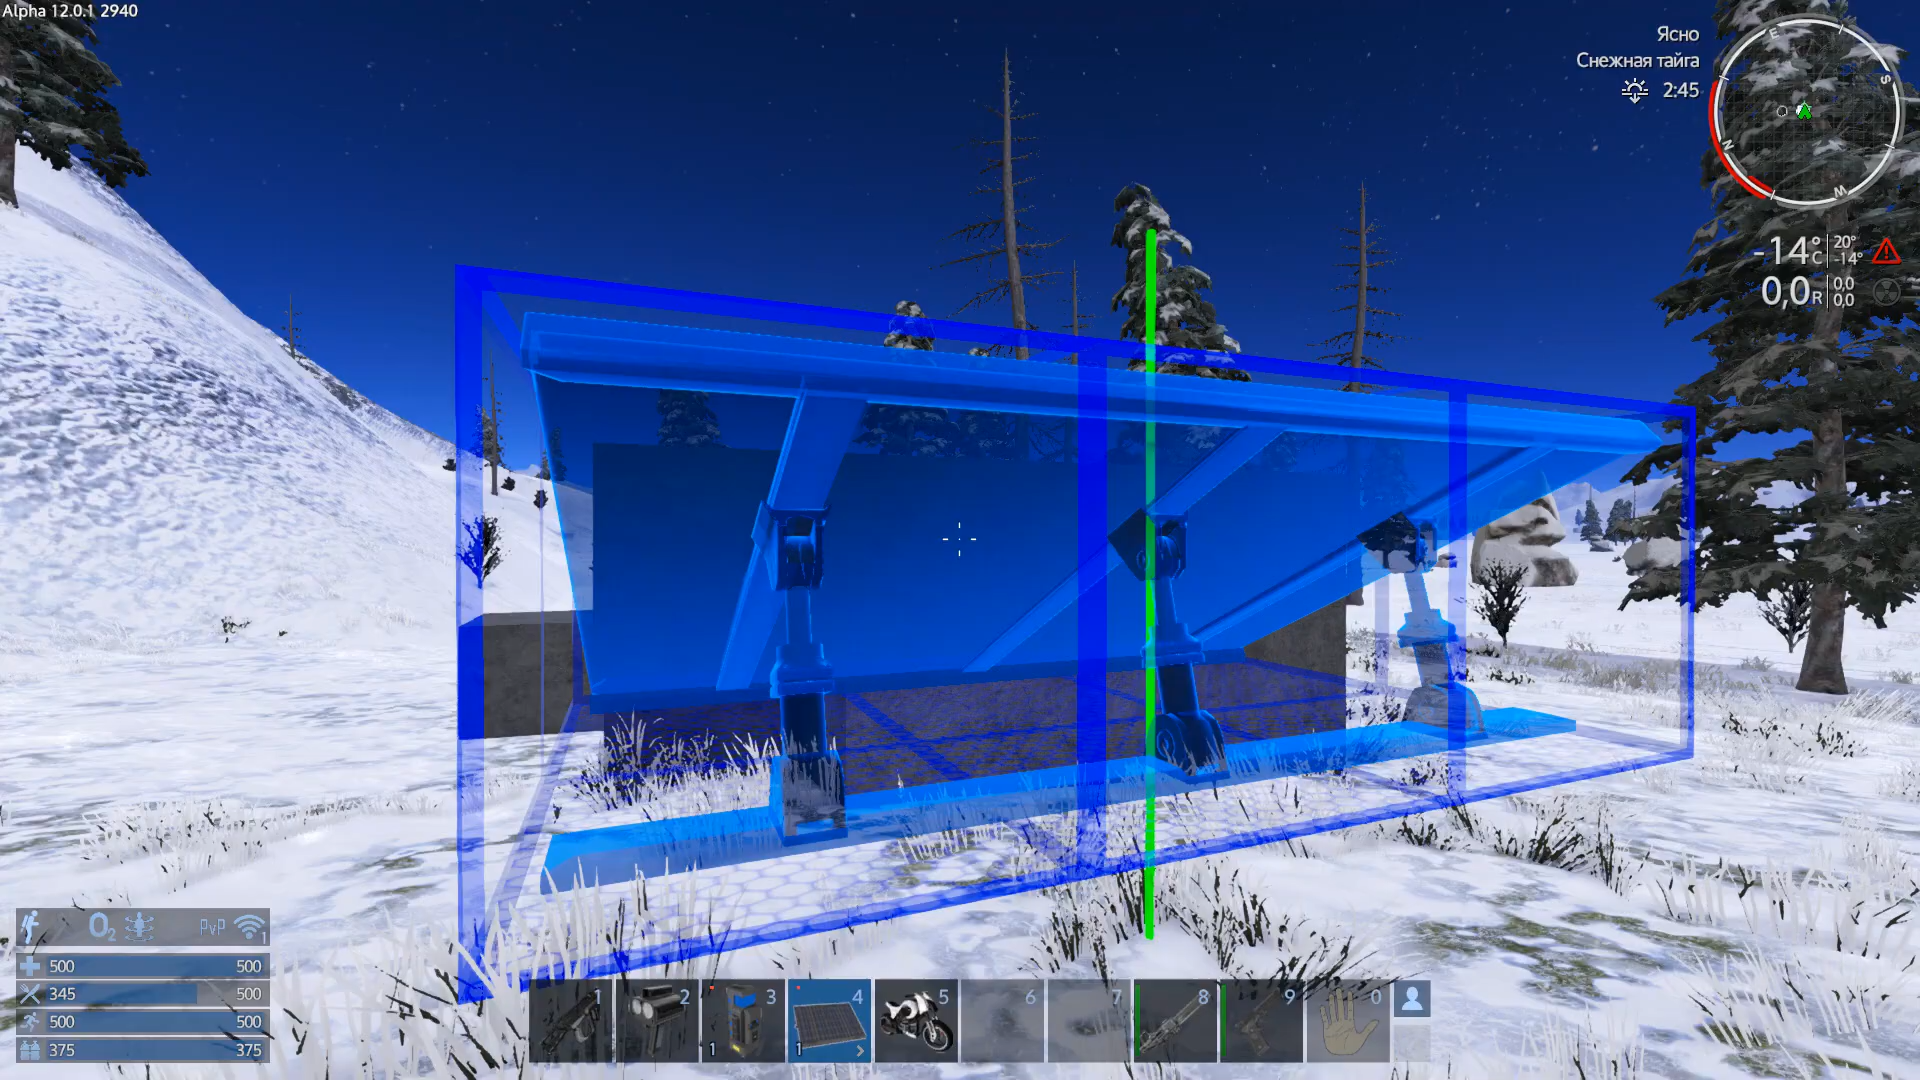 Alpha 12.0.1 2940
Ясно
Снежная тайга
2:45
E
S
N
W
-14°C 20° -14°
0,0R 0,0 0,0
O2 PvP 1
500 500
345 500
500 500
375 375
1 2 3 4 5 6 7 8 9 0
1 1